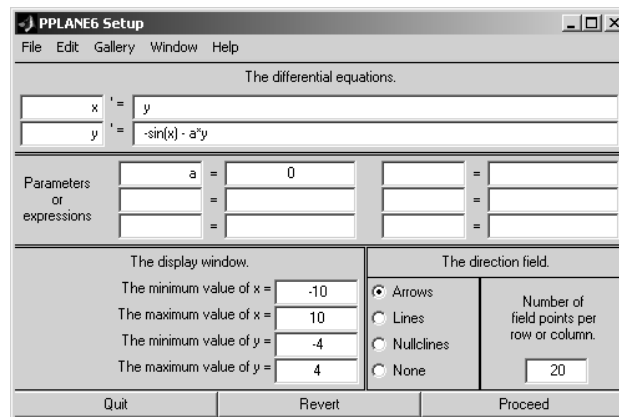 PPLANE6 Setup
File Edit Gallery Window Help
The differential equations.
x ' = y
y ' = -sin(x) - a*y
Parameters
or
expressions
a = 0 =
= =
= =
The display window.
The minimum value of x = -10
The maximum value of x = 10
The minimum value of y = -4
The maximum value of y = 4
The direction field.
Arrows
Lines
Nullclines
None
Number of
field points per
row or column.
20
Quit Revert Proceed